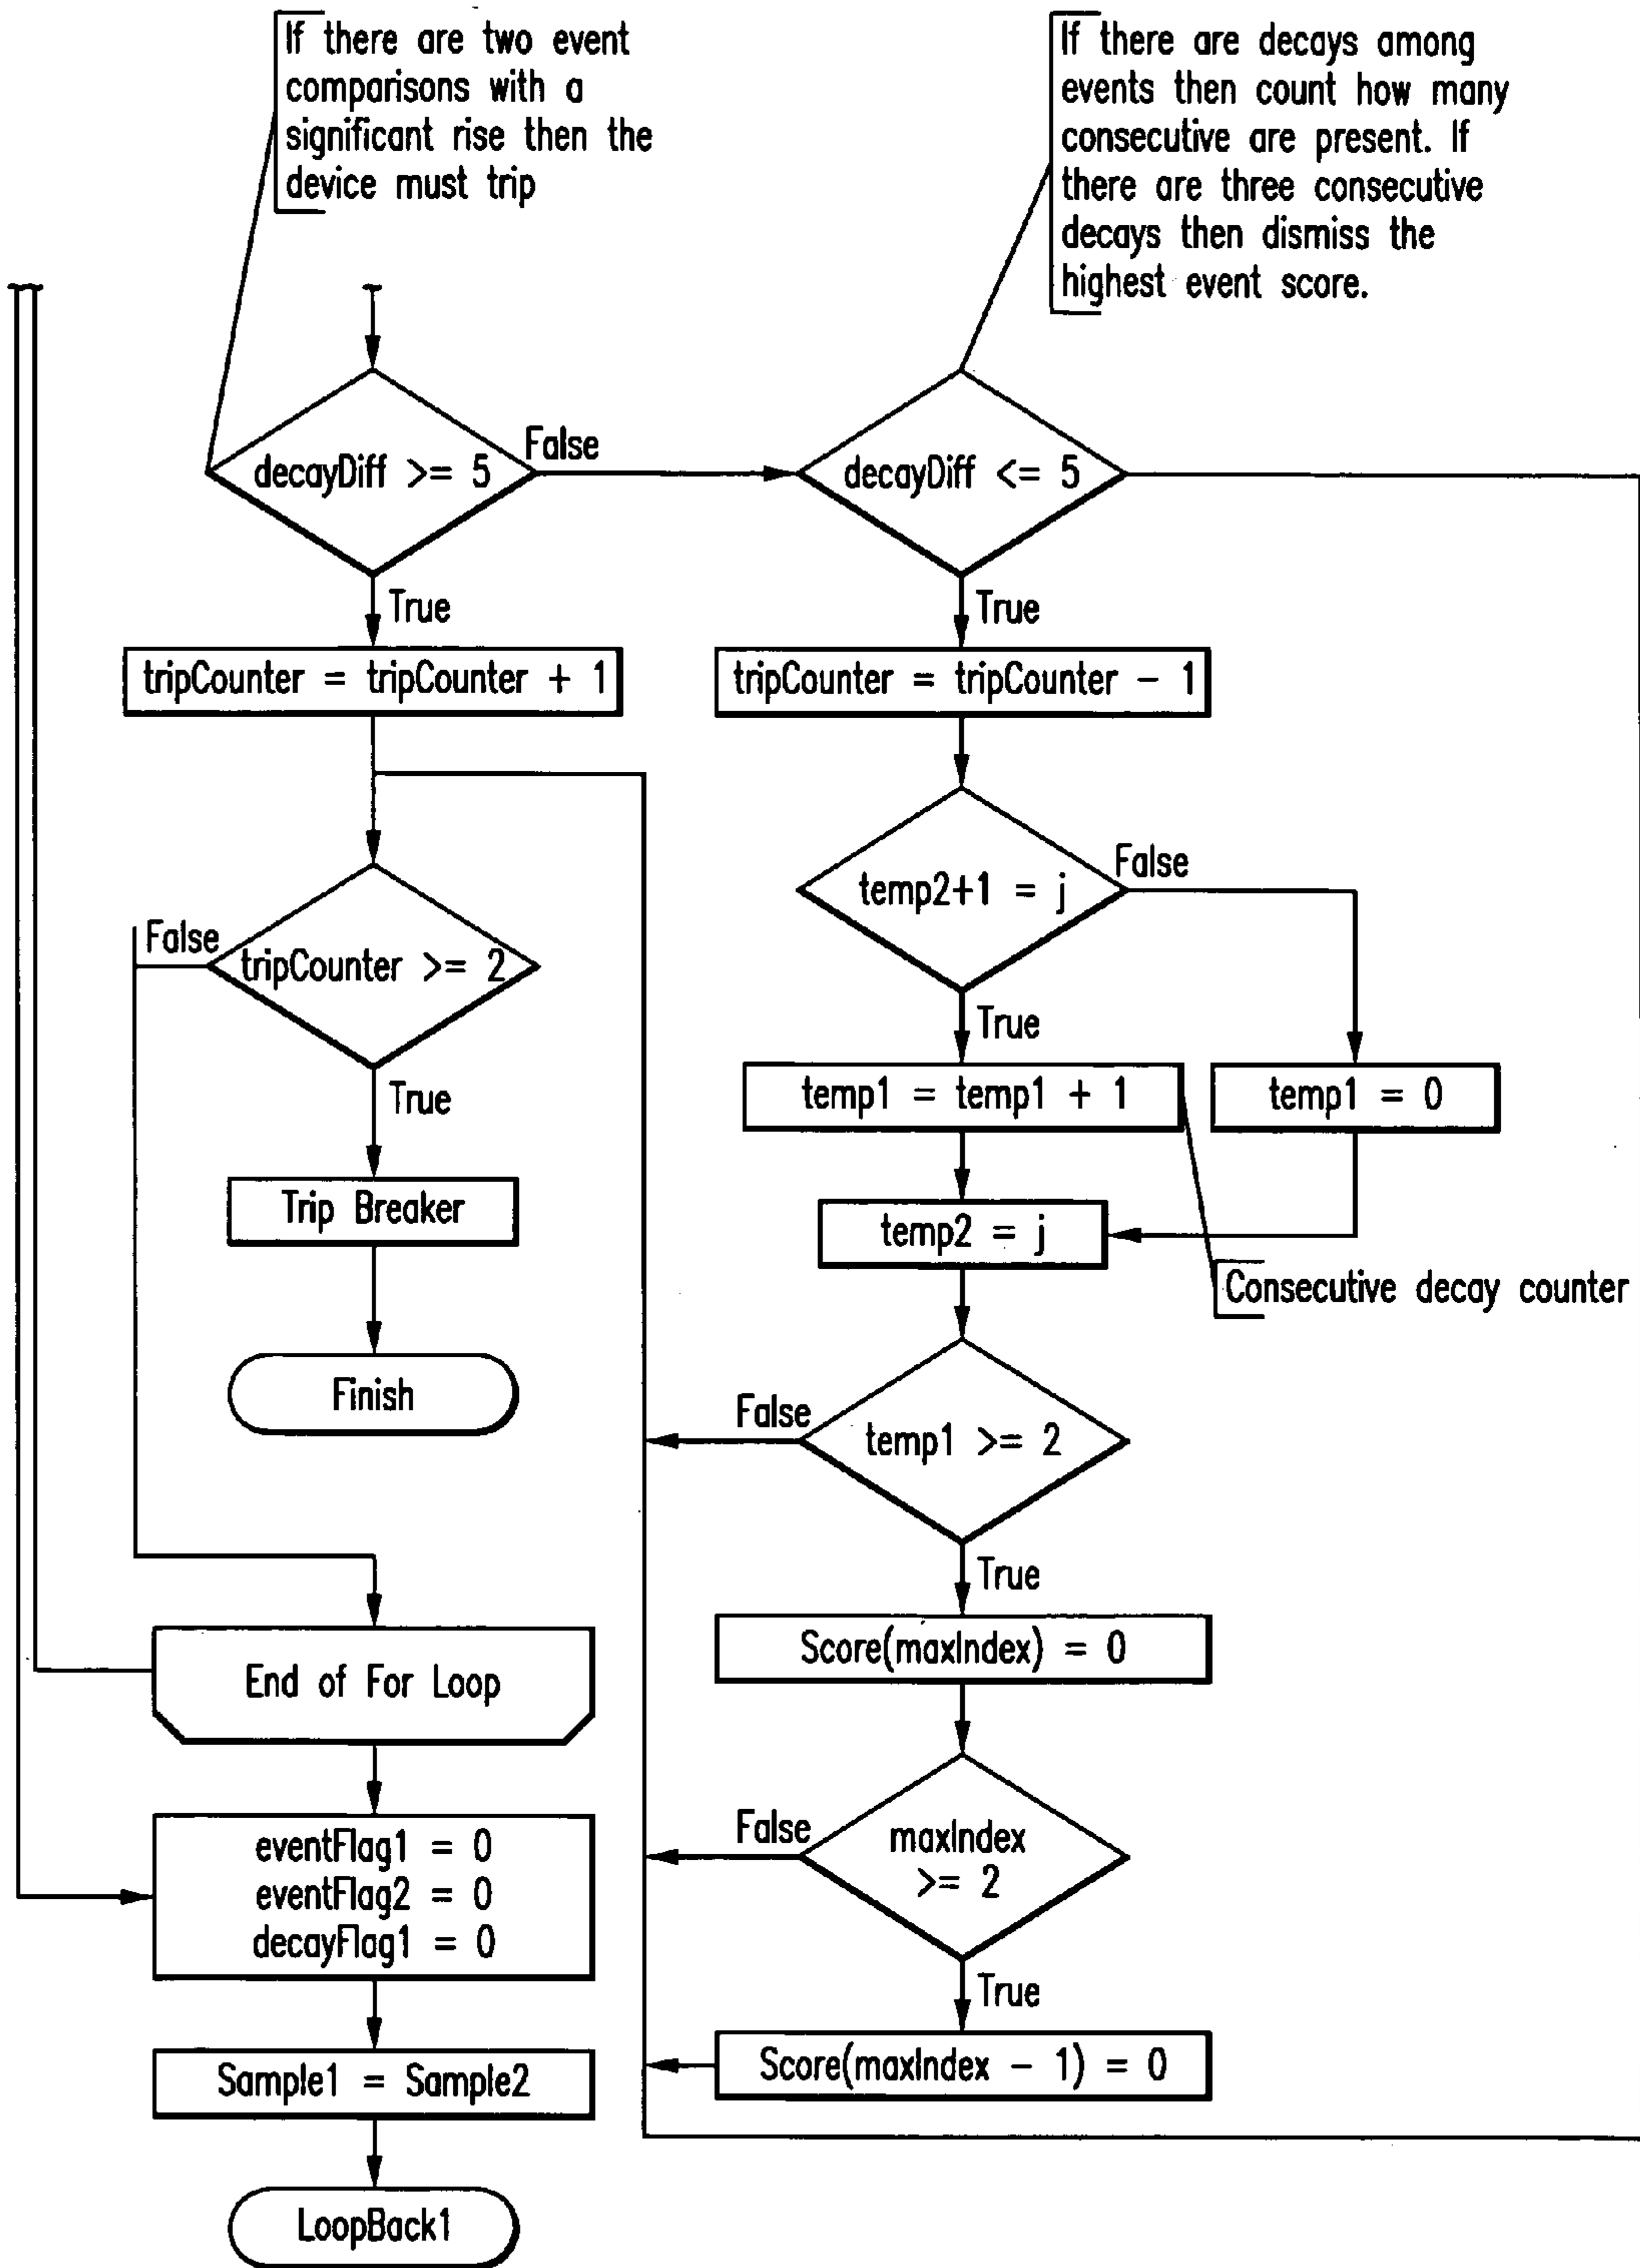 If there are two event
comparisons with a
significant rise then the
device must trip
If there are decays among
events then count how many
consecutive are present. If
there are three consecutive
decays then dismiss the
highest event score.
decayDiff >= 5
False
decayDiff <= 5
True
True
tripCounter = tripCounter + 1
tripCounter = tripCounter - 1
temp2+1 = j
False
False
tripCounter >= 2
True
True
temp1 = temp1 + 1
temp1 = 0
Trip Breaker
temp2 = j
Consecutive decay counter
Finish
False
temp1 >= 2
True
Score(maxIndex) = 0
End of For Loop
False
maxIndex
>= 2
eventFlag1 = 0
eventFlag2 = 0
decayFlag1 = 0
True
Sample1 = Sample2
Score(maxIndex - 1) = 0
LoopBack1